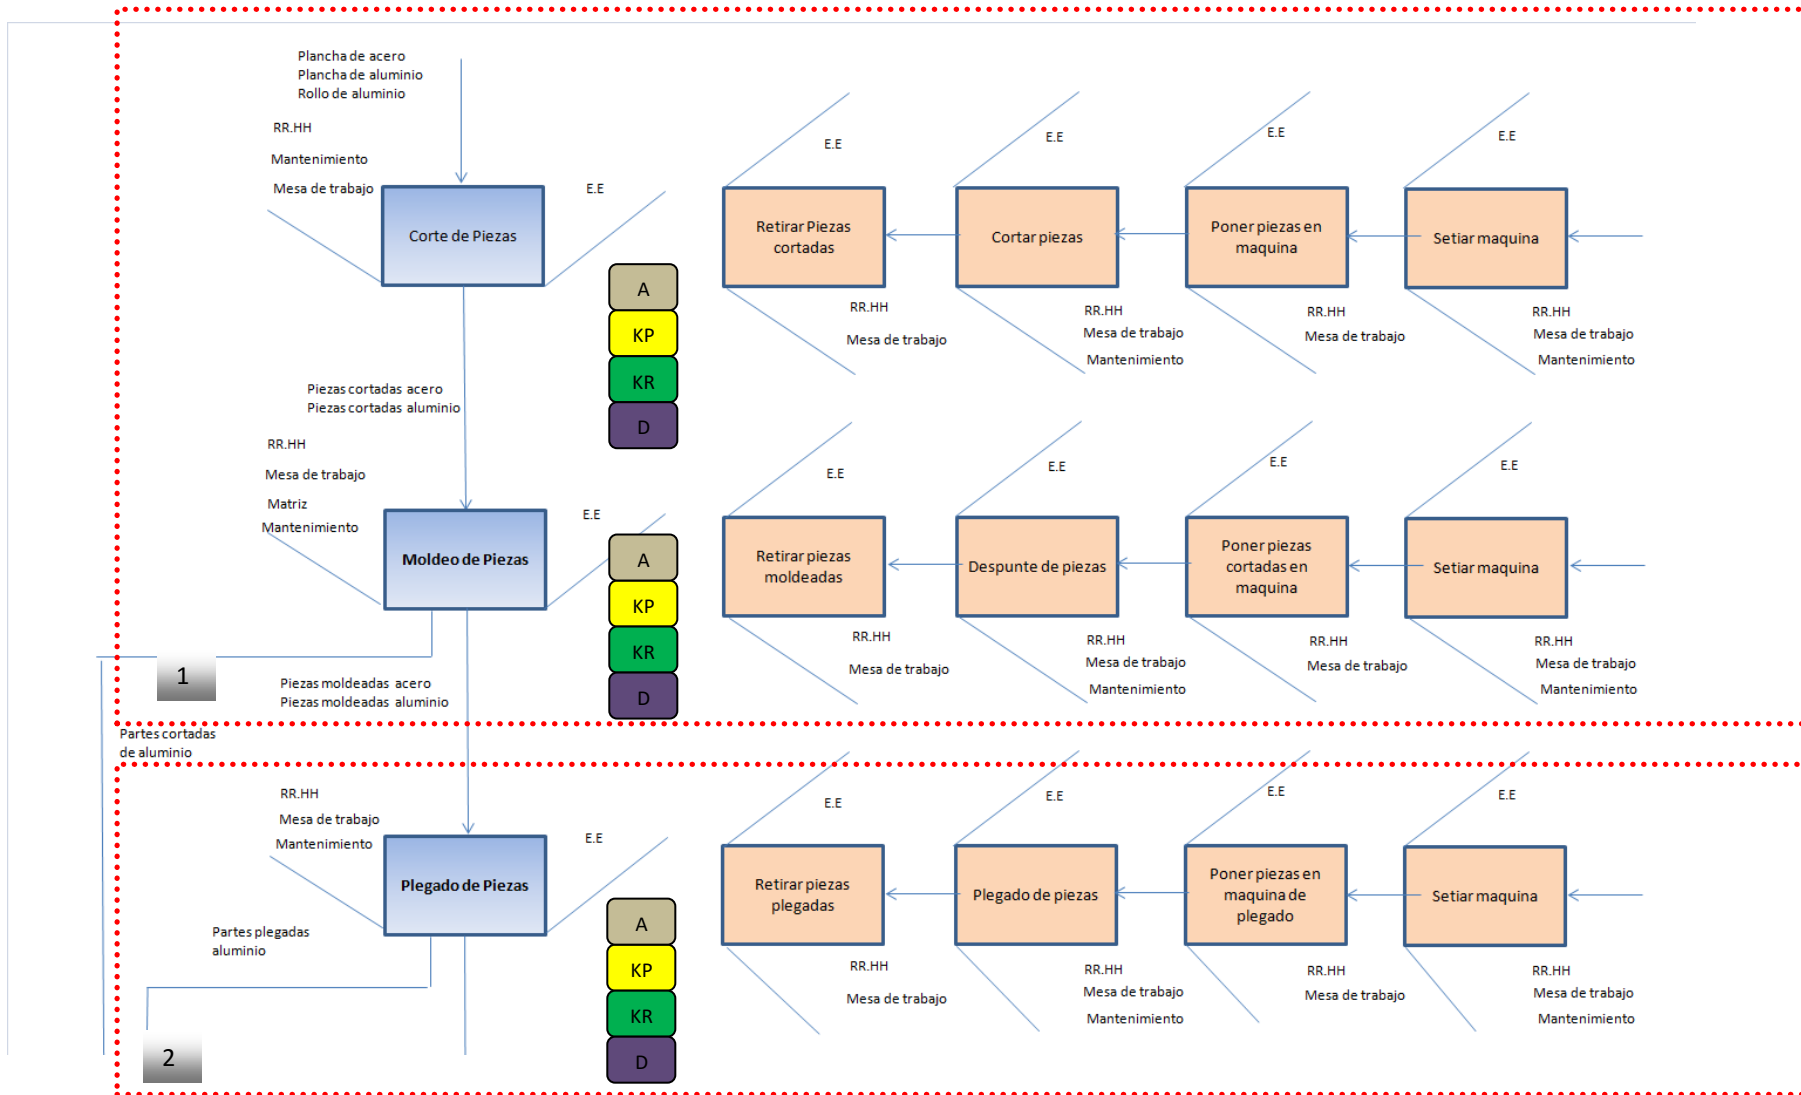 Plancha de acero
Plancha de aluminio
Rollo de aluminio
RR.HH
Mantenimiento
Mesa de trabajo
E.E
Corte de Piezas
A
KP
KR
D
E.E
Retirar Piezas
cortadas
RR.HH
Mesa de trabajo
E.E
Cortar piezas
RR.HH
Mesa de trabajo
Mantenimiento
E.E
Poner piezas en
maquina
RR.HH
Mesa de trabajo
E.E
Setiar maquina
RR.HH
Mesa de trabajo
Mantenimiento
Piezas cortadas acero
Piezas cortadas aluminio
RR.HH
Mesa de trabajo
Matriz
Mantenimiento
E.E
Moldeo de Piezas
A
KP
KR
D
E.E
Retirar piezas
moldeadas
RR.HH
Mesa de trabajo
E.E
Despunte de piezas
RR.HH
Mesa de trabajo
Mantenimiento
E.E
Poner piezas
cortadas en
maquina
RR.HH
Mesa de trabajo
E.E
Setiar maquina
RR.HH
Mesa de trabajo
Mantenimiento
1
Piezas moldeadas acero
Piezas moldeadas aluminio
Partes cortadas
de aluminio
RR.HH
Mesa de trabajo
Mantenimiento
E.E
Plegado de Piezas
A
KP
KR
D
E.E
Retirar piezas
plegadas
RR.HH
Mesa de trabajo
E.E
Plegado de piezas
RR.HH
Mesa de trabajo
Mantenimiento
E.E
Poner piezas en
maquina de
plegado
RR.HH
Mesa de trabajo
E.E
Setiar maquina
RR.HH
Mesa de trabajo
Mantenimiento
Partes plegadas
aluminio
2